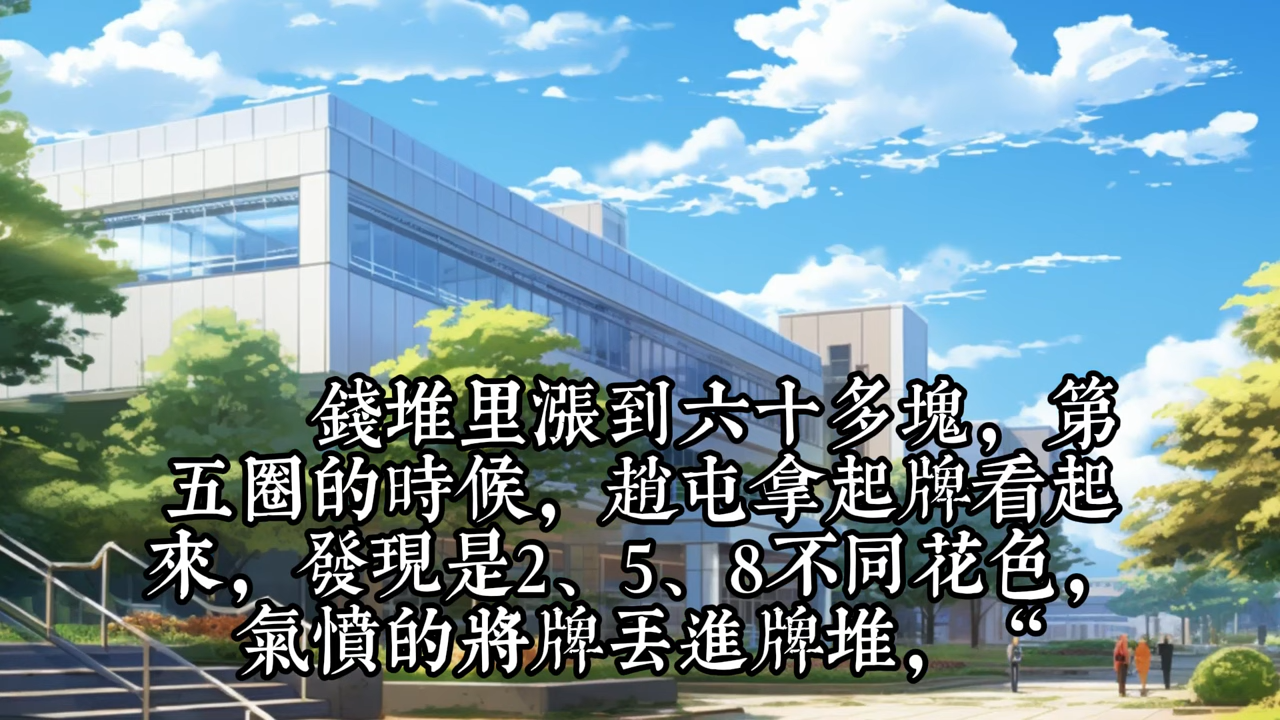 錢堆里漲到六十多塊，第
五圈的時候，趙屯拿起牌看起
來，發現是2、5、8不同花色，
氣憤的將牌丟進牌堆，“